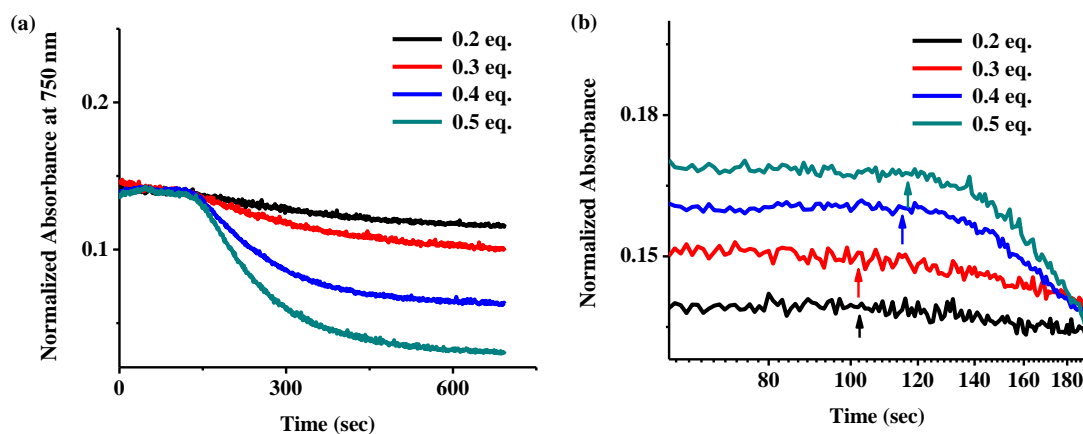 (a)
Normalized Absorbance at 750 nm
0.2
0.1
0.2 eq.
0.3 eq.
0.4 eq.
0.5 eq.
0 300 600
Time (sec)
(b)
Normalized Absorbance
0.18
0.15
0.2 eq.
0.3 eq.
0.4 eq.
0.5 eq.
80 100 120 140 160 180
Time (sec)